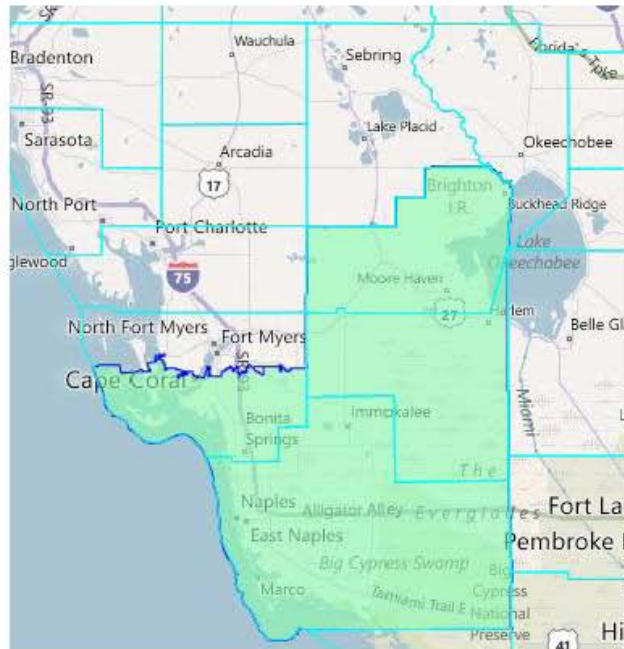 SR
Wauchula
Sebring
Bradenton
Florida's Tpke
SR-93
Sarasota
Lake Placid
Okeechobee
Arcadia
17
Brighton
I.R.
Buckhead Ridge
North Port
Port Charlotte
Lake
Okeechobee
glewood
75
Moore Haven
27
Harlem
North Fort Myers
Fort Myers
Belle Gl
SR-93
Cape Coral
Miami
Bonita
Springs
Immokalee
L
The
Naples
Alligator Alley
Everglades
Fort La
East Naples
Pembroke
Big Cypress Swamp
Big
Cypress
National
Preserve
Marco
Tamiami Trail E
Hi
41